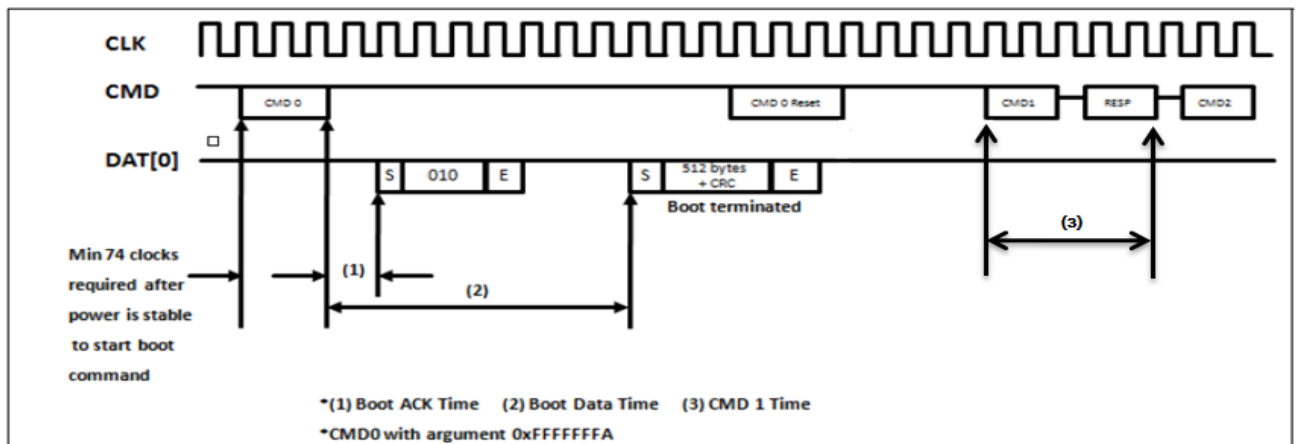 CLK
CMD
CMD 0
CMD 0 Reset
CMD1
RESP
CMD2
DAT[0]
S
010
E
S
512 bytes
+ CRC
E
Boot terminated
Min 74 clocks
required after
power is stable
to start boot
command
(1)
(2)
(3)
*(1) Boot ACK Time (2) Boot Data Time (3) CMD 1 Time
*CMD0 with argument 0xFFFFFFFA